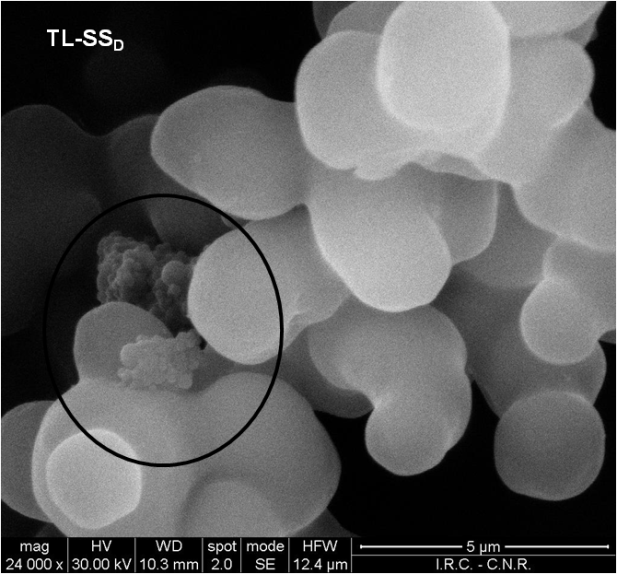 TL-SSD
mag HV WD spot mode HFW 5 µm
24 000 x 30.00 kV 10.3 mm 2.0 SE 12.4 µm I.R.C. - C.N.R.